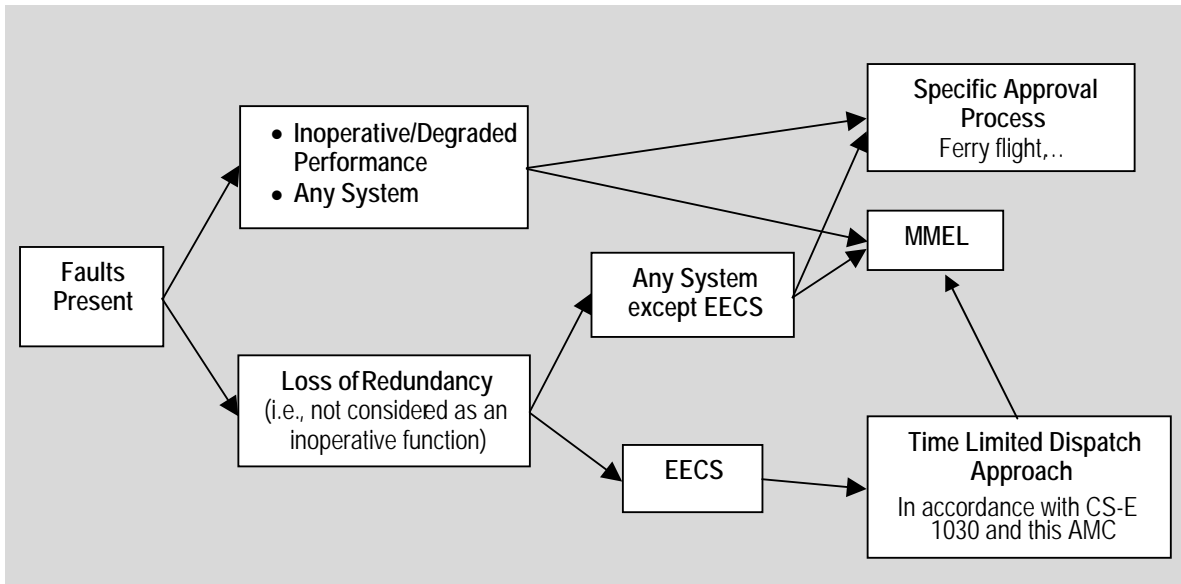 Specific Approval
Process
Ferry flight,…
• Inoperative/Degraded
Performance
• Any System
MMEL
Faults
Present
Any System
except EECS
Loss of Redundancy
(i.e., not considered as an
inoperative function)
EECS
Time Limited Dispatch
Approach
In accordance with CS-E
1030 and this AMC